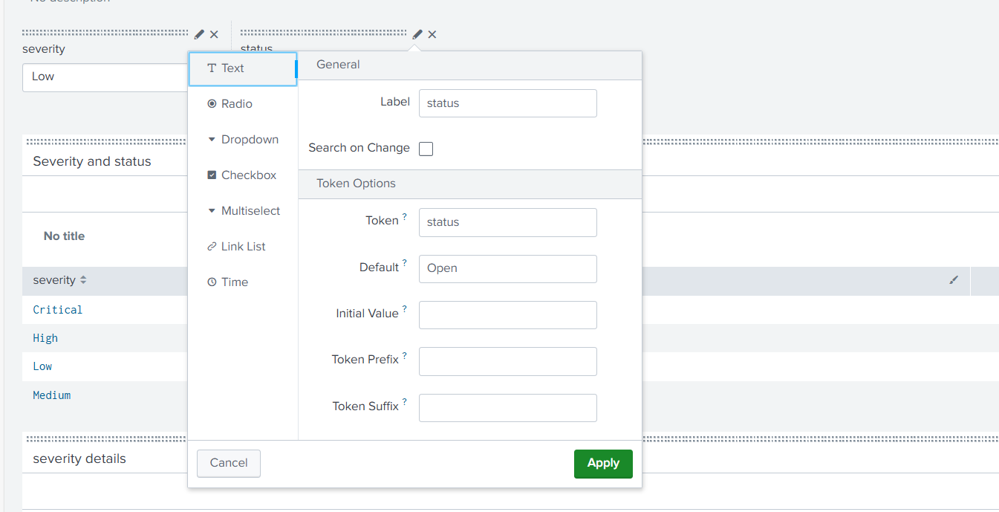 No description
severity
status
Low
Text
General
Radio
Label
status
Dropdown
Search on Change
Severity and status
Checkbox
Token Options
Multiselect
Token ?
status
No title
Link List
Default ?
Open
severity
Time
Critical
Initial Value ?
High
Token Prefix ?
Low
Medium
Token Suffix ?
severity details
Cancel
Apply